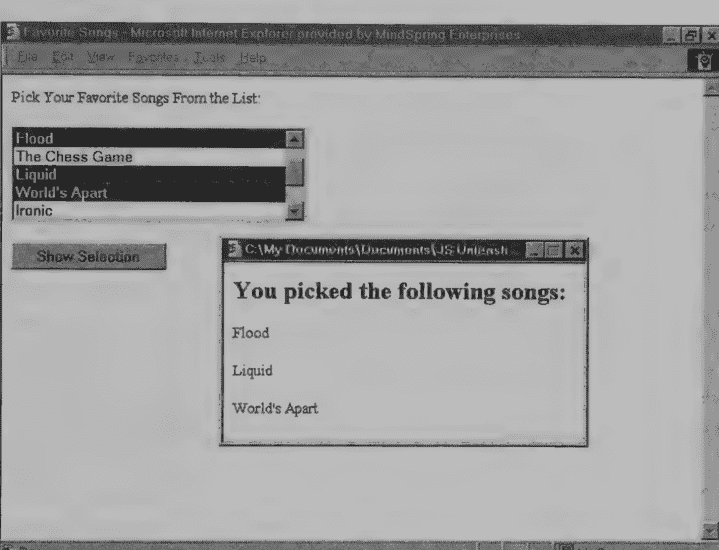 Favorite Songs - Microsoft Internet Explorer provided by MindSpring Enterprises
File Edit View Favorites Tools Help
Pick Your Favorite Songs From the List:
Flood
The Chess Game
Liquid
World's Apart
Ironic
Show Selection
C:\My Documents\Documents\JS Unleash
You picked the following songs:
Flood
Liquid
World's Apart